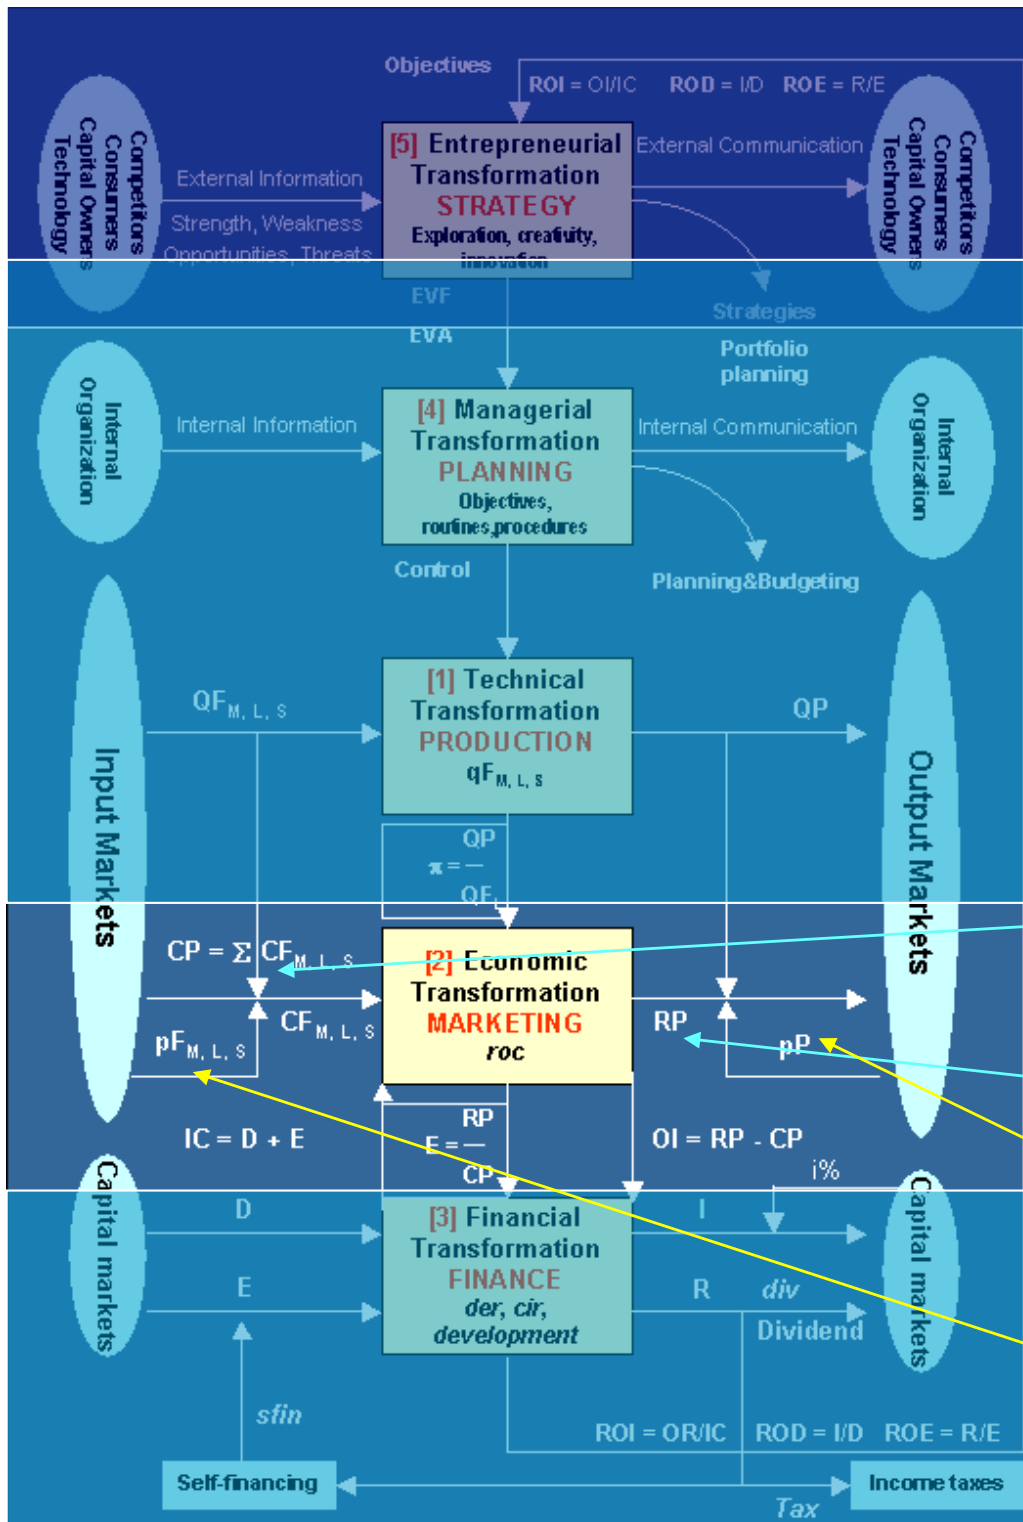 Objectives
ROI = OI/IC ROD = I/D ROE = R/E
Competitors
Consumers
Capital Owners
Technology
External Information
Strength, Weakness
Opportunities, Threats
[5] Entrepreneurial
Transformation
STRATEGY
Exploration, creativity,
innovation
External Communication
Competitors
Consumers
Capital Owners
Technology
EVF
EVA
Strategies
Portfolio
planning
Internal
Organization
Internal Information
[4] Managerial
Transformation
PLANNING
Objectives,
routines,procedures
Internal Communication
Internal
Organization
Control
Planning&Budgeting
Input Markets
QF M, L, S
[1] Technical
Transformation
PRODUCTION
qF M, L, S
QP
Output Markets
QP
π = —
QF L
CP = Σ CF M, L, S
CF M, L, S
pF M, L, S
[2] Economic
Transformation
MARKETING
roc
RP
pP
IC = D + E
RP
E = —
CP
OI = RP - CP
i%
Capital markets
D
E
[3] Financial
Transformation
FINANCE
der, cir,
development
I
R div
Dividend
Capital markets
sfin
ROI = OR/IC ROD = I/D ROE = R/E
Self-financing
Income taxes
Tax